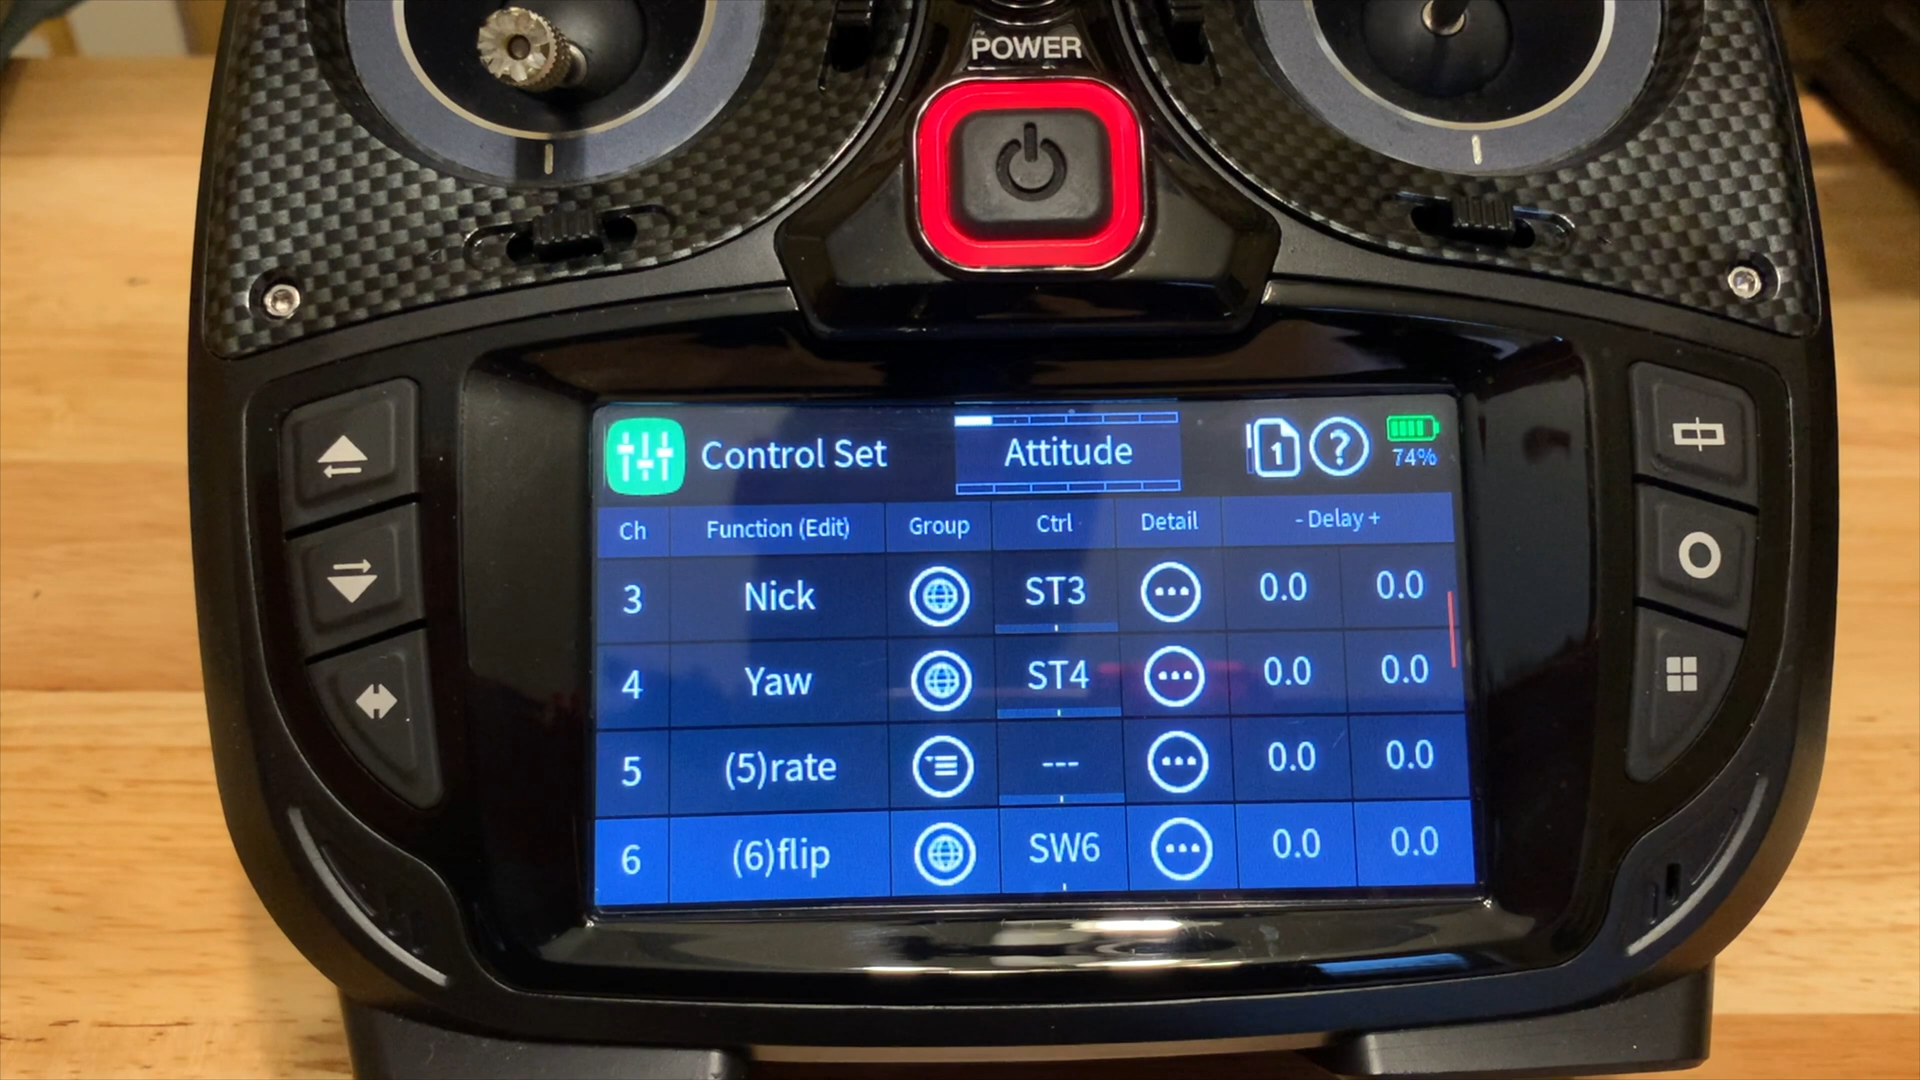 POWER
Control Set Attitude 1 ? 74%
Ch Function (Edit) Group Ctrl Detail - Delay +
3 Nick ST3 0.0 0.0
4 Yaw ST4 0.0 0.0
5 (5)rate --- 0.0 0.0
6 (6)flip SW6 0.0 0.0